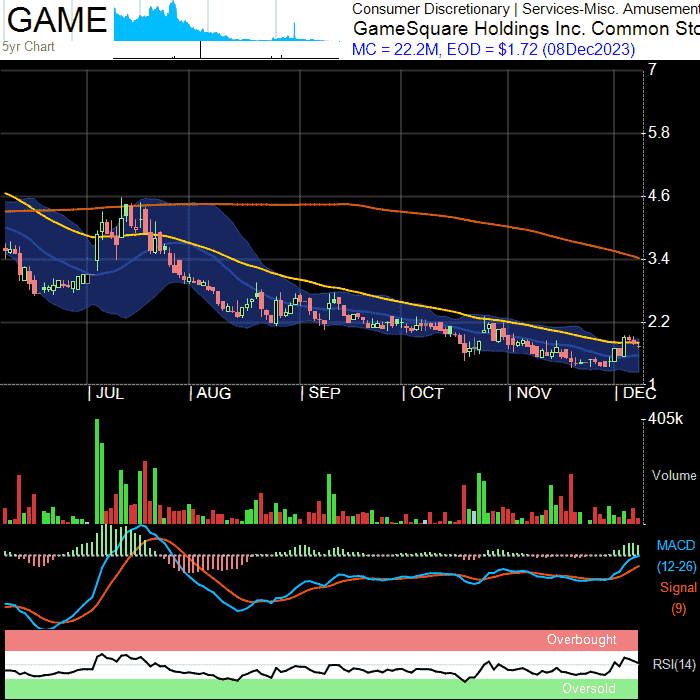 GAME
5yr Chart
Consumer Discretionary | Services-Misc. Amusement
GameSquare Holdings Inc. Common Sto
MC = 22.2M, EOD = $1.72 (08Dec2023)
7
5.8
4.6
3.4
2.2
1
| JUL | AUG | SEP | OCT | NOV | DEC
405k
Volume
MACD
(12-26)
Signal
(9)
Overbought
RSI(14)
Oversold